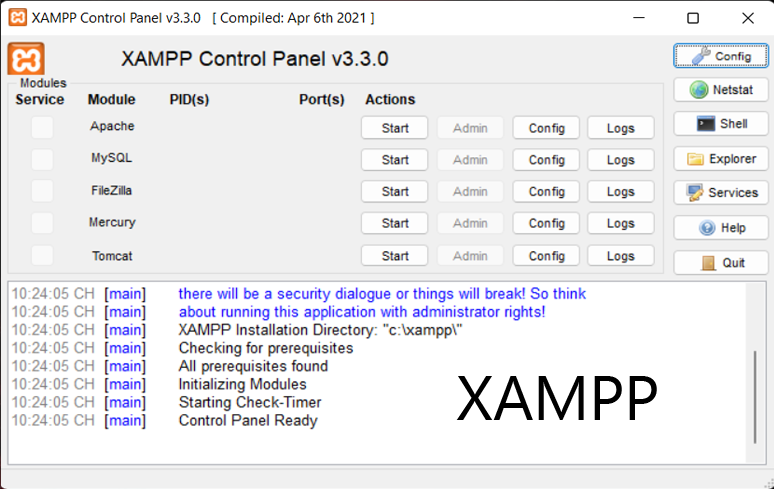 XAMPP Control Panel v3.3.0 [ Compiled: Apr 6th 2021 ]
XAMPP Control Panel v3.3.0
Config
Modules
Service Module PID(s) Port(s) Actions
Netstat
Apache Start Admin Config Logs
Shell
MySQL Start Admin Config Logs
Explorer
FileZilla Start Admin Config Logs
Services
Mercury Start Admin Config Logs
Help
Tomcat Start Admin Config Logs
Quit
10:24:05 CH [main] there will be a security dialogue or things will break! So think
10:24:05 CH [main] about running this application with administrator rights!
10:24:05 CH [main] XAMPP Installation Directory: "c:\xampp\"
10:24:05 CH [main] Checking for prerequisites
10:24:05 CH [main] All prerequisites found
10:24:05 CH [main] Initializing Modules
10:24:05 CH [main] Starting Check-Timer
10:24:05 CH [main] Control Panel Ready
XAMPP